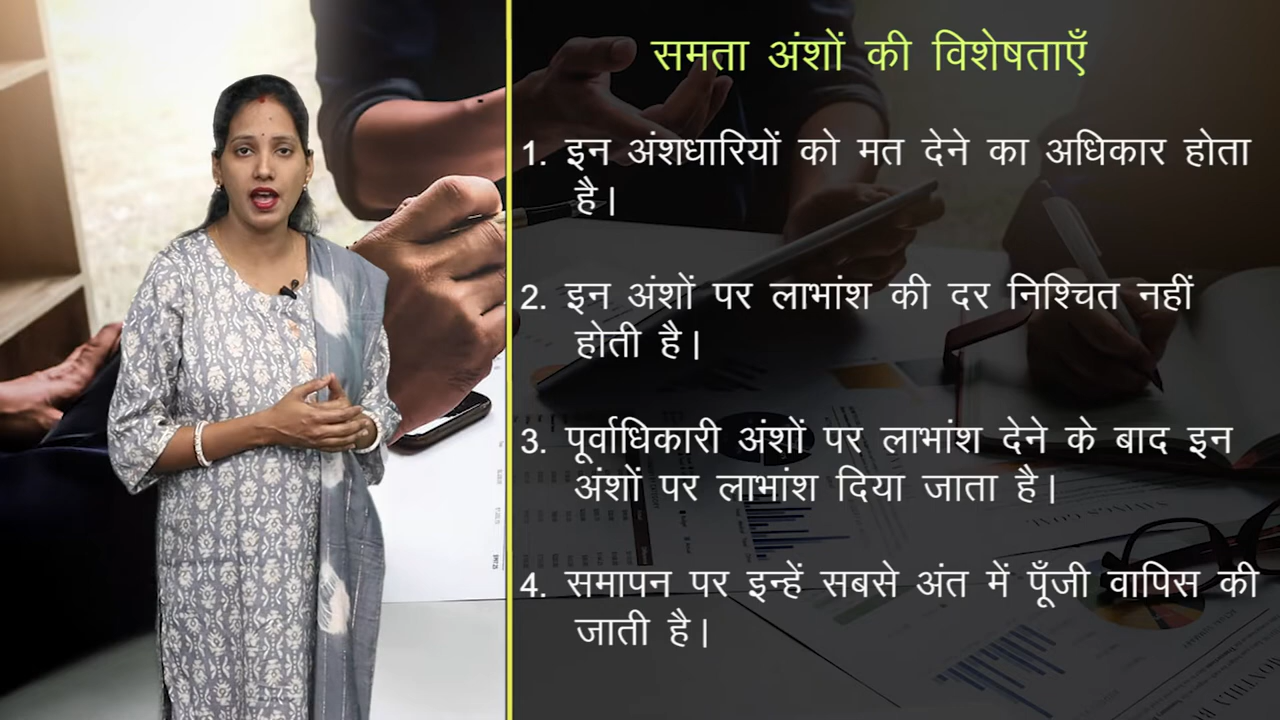 समता अंशों की विशेषताएँ
1. इन अंशधारियों को मत देने का अधिकार होता
है।
2. इन अंशों पर लाभांश की दर निश्चित नहीं
होती है।
3. पूर्वाधिकारी अंशों पर लाभांश देने के बाद इन
अंशों पर लाभांश दिया जाता है।
4. समापन पर इन्हें सबसे अंत में पूँजी वापिस की
जाती है।